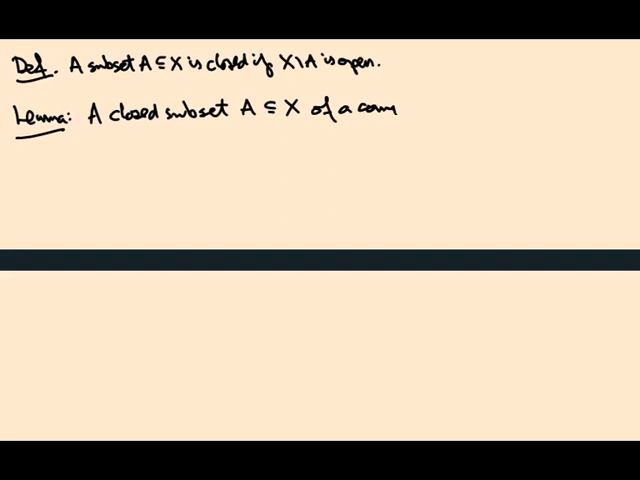 Def. A subset A ⊆ X is closed if X \ A is open.
Lemma: A closed subset A ⊆ X of a com